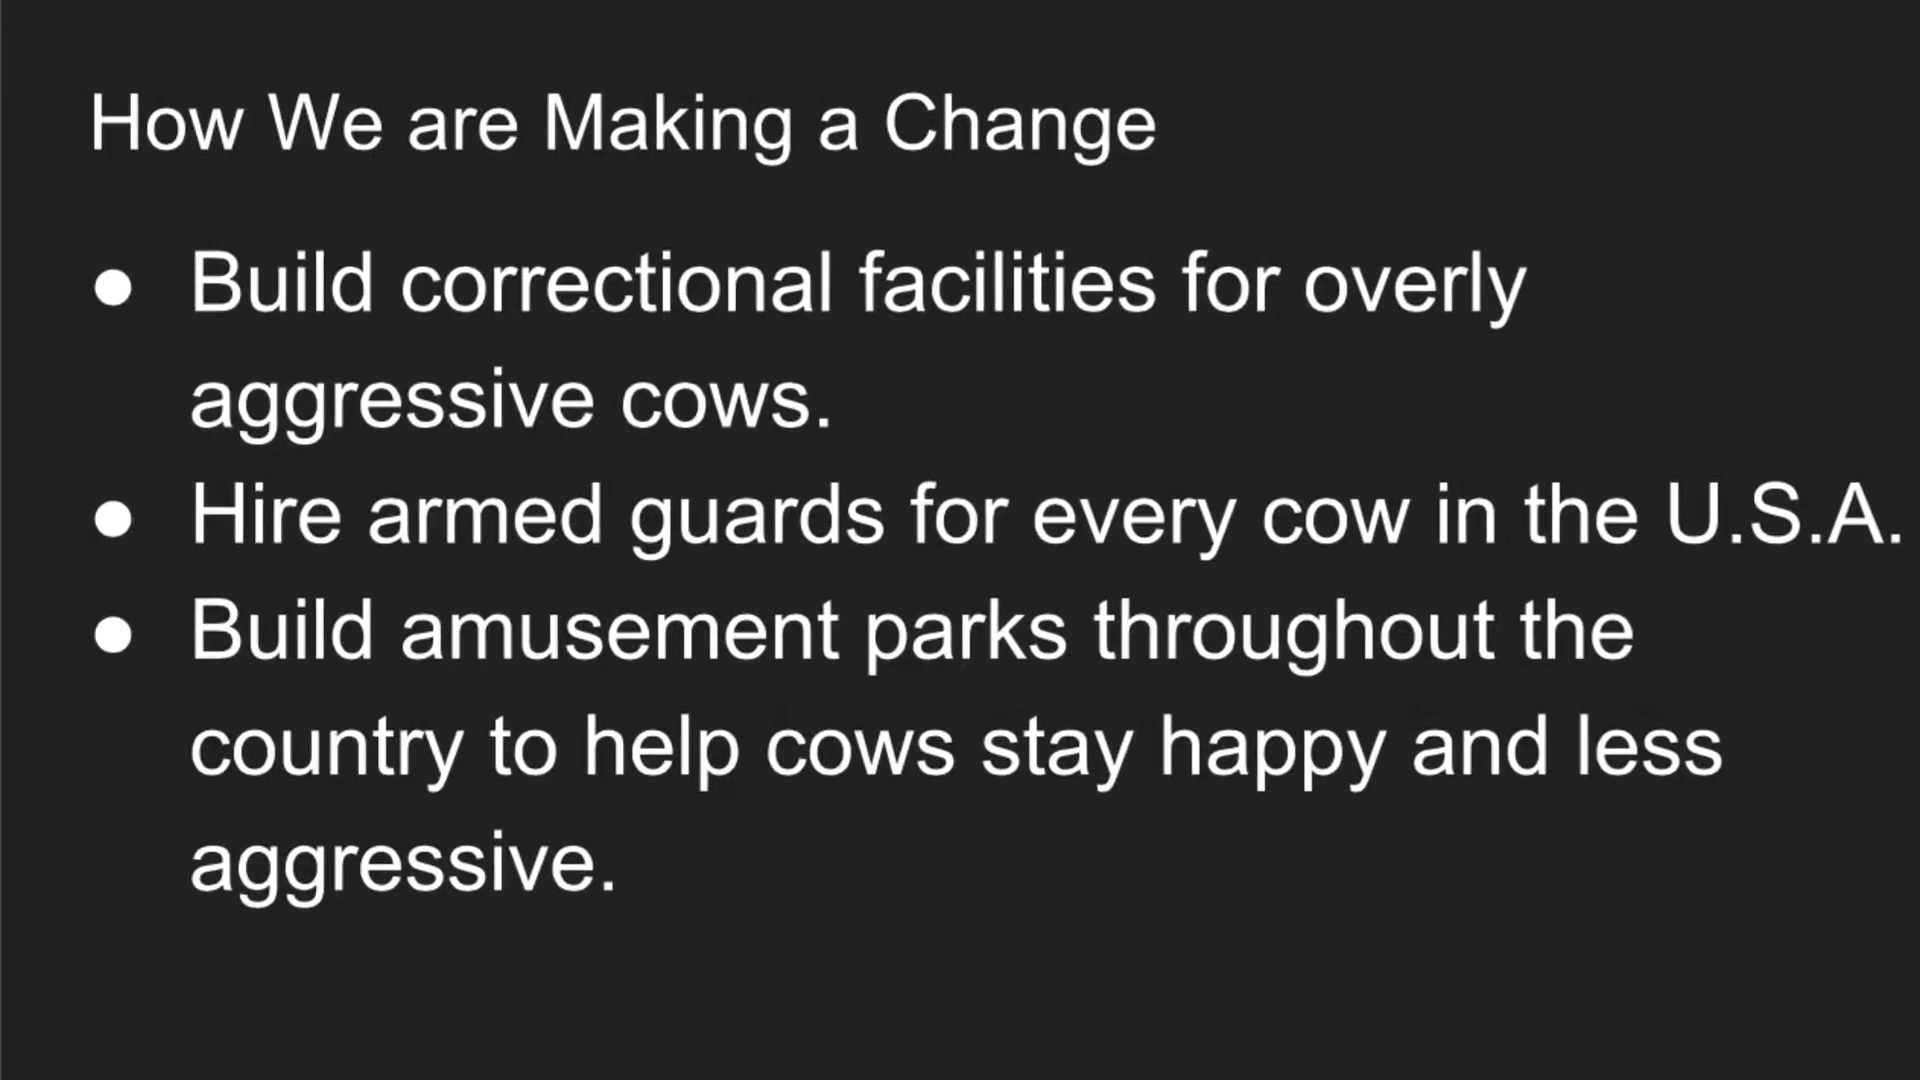 How We are Making a Change
● Build correctional facilities for overly
aggressive cows.
● Hire armed guards for every cow in the U.S.A.
● Build amusement parks throughout the
country to help cows stay happy and less
aggressive.